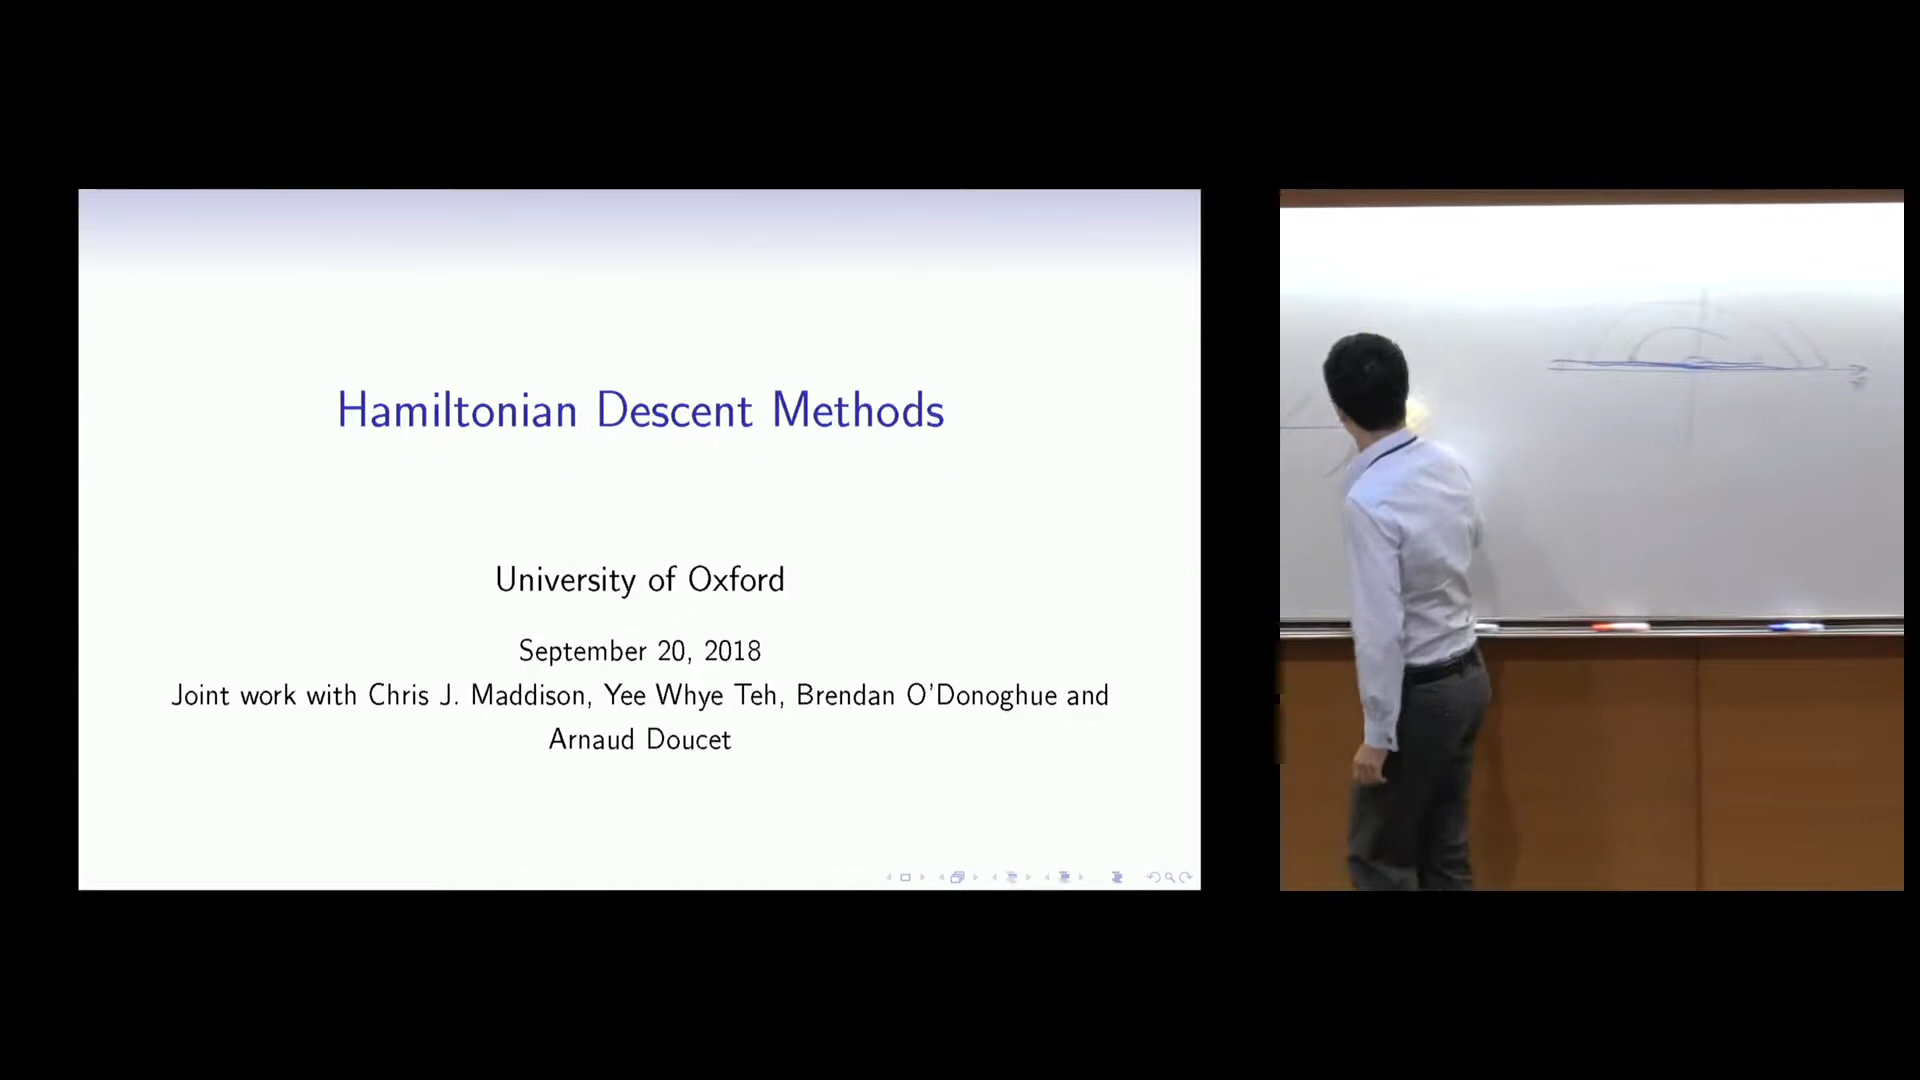 Hamiltonian Descent Methods
University of Oxford
September 20, 2018
Joint work with Chris J. Maddison, Yee Whye Teh, Brendan O'Donoghue and
Arnaud Doucet